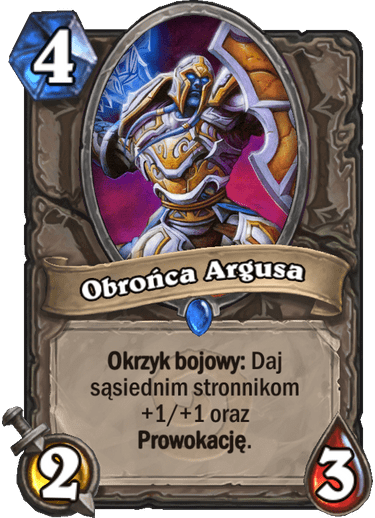 4
Obrońca Argusa
Okrzyk bojowy: Daj
sąsiednim stronnikom
+1/+1 oraz
Prowokację.
2
3